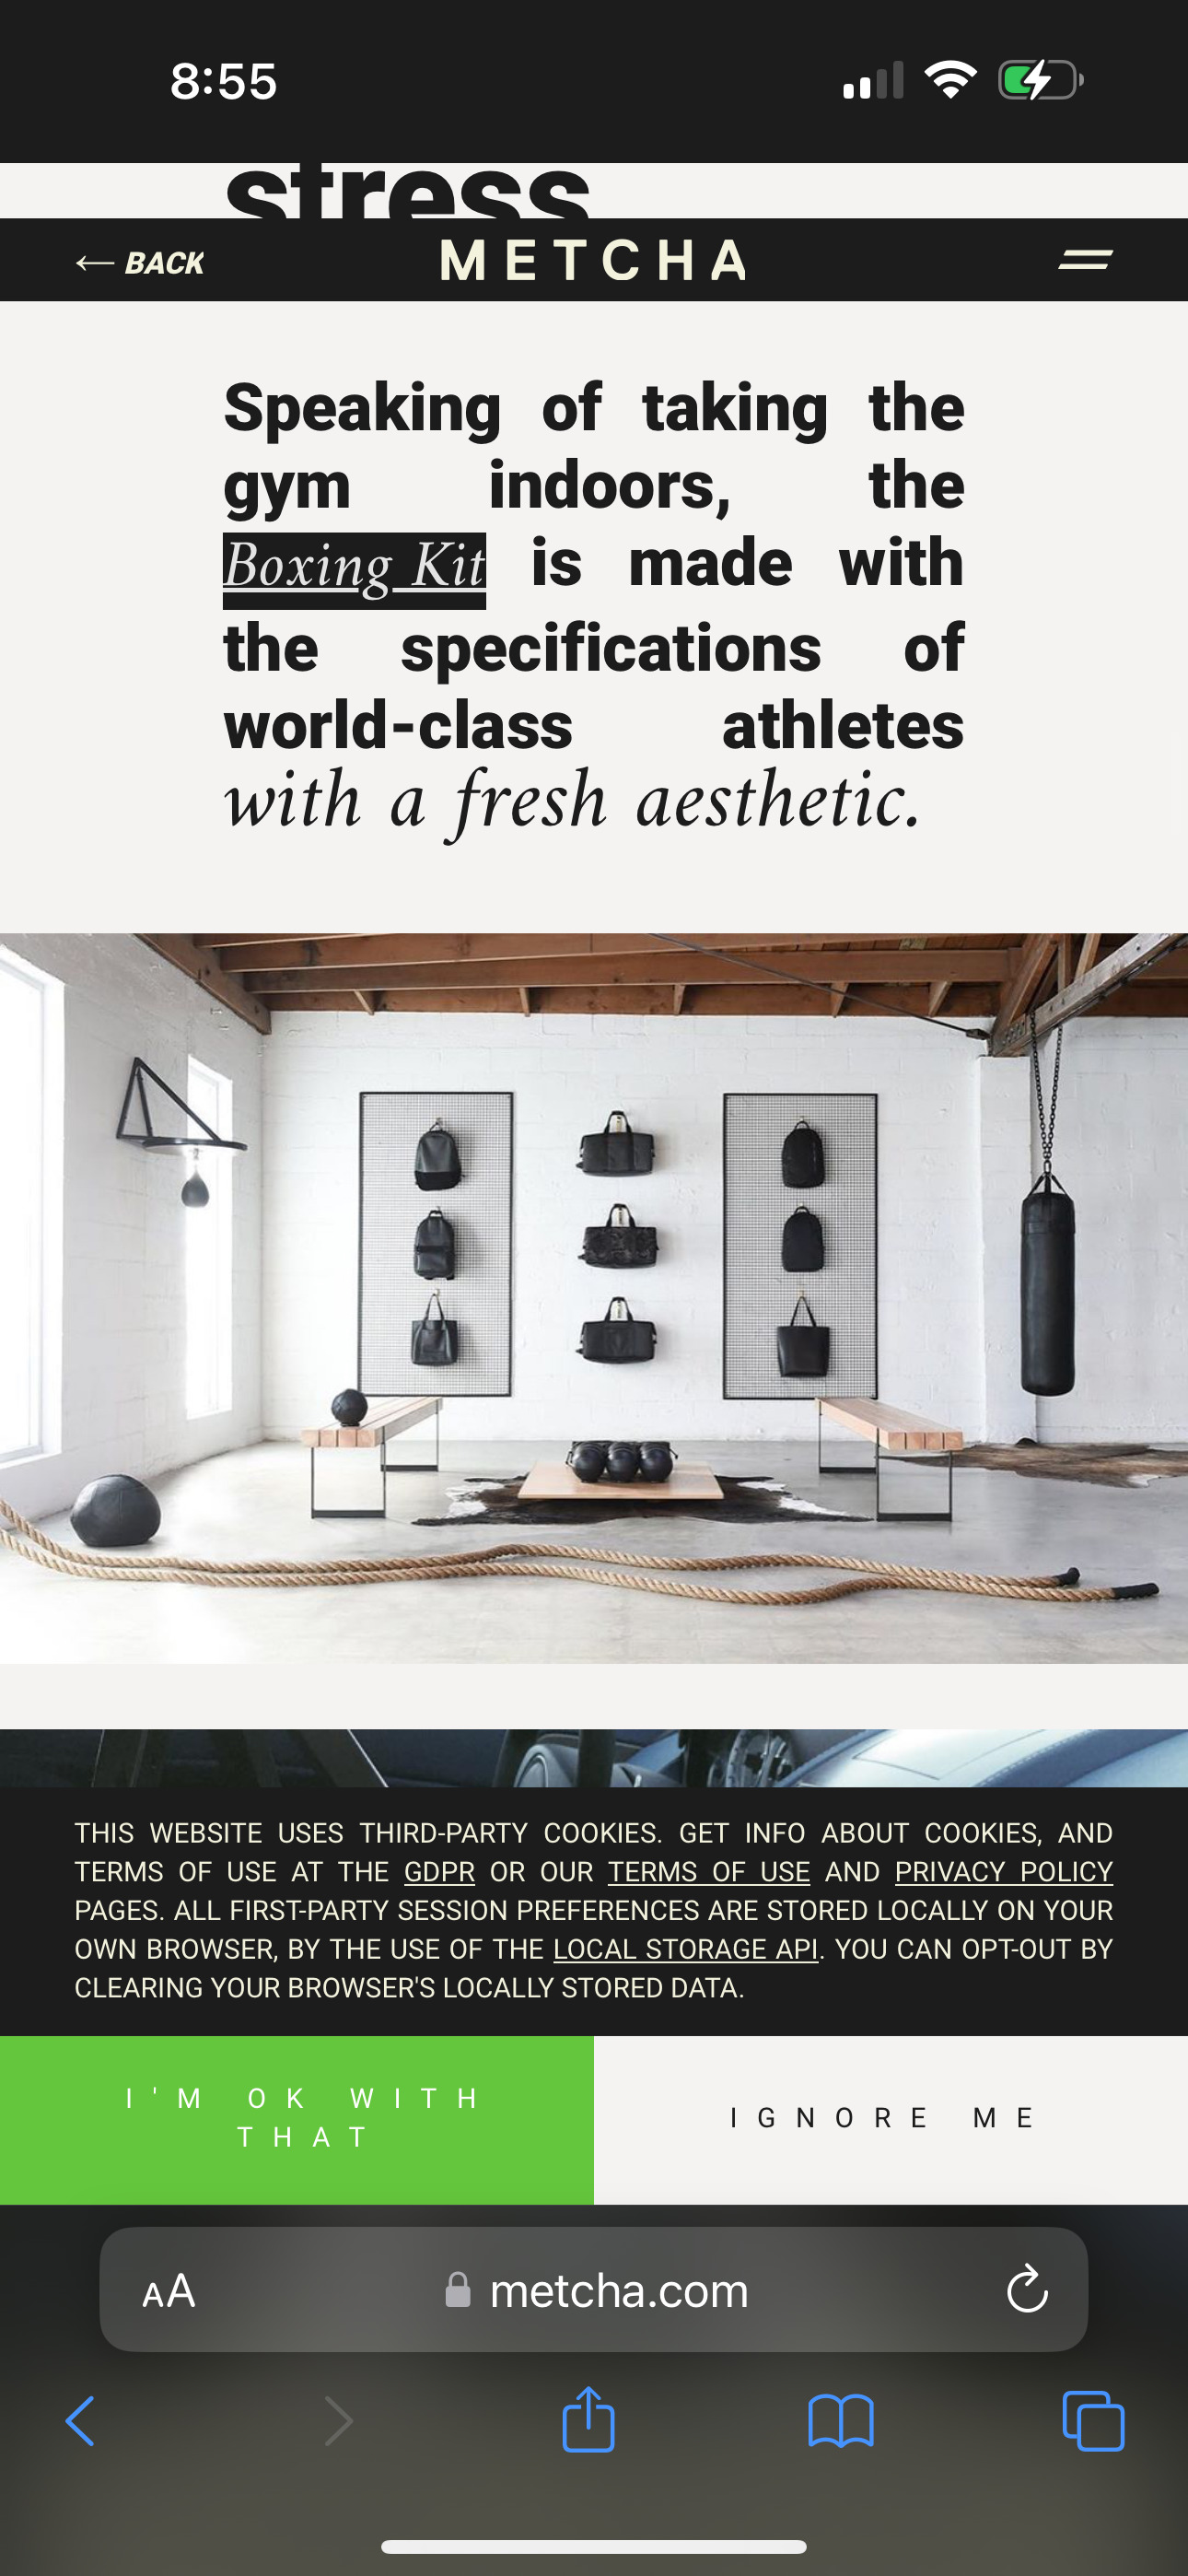 8:55
stress
← BACK
METCHA
Speaking of taking the
gym indoors, the
Boxing Kit is made with
the specifications of
world-class athletes
with a fresh aesthetic.
THIS WEBSITE USES THIRD-PARTY COOKIES. GET INFO ABOUT COOKIES, AND
TERMS OF USE AT THE GDPR OR OUR TERMS OF USE AND PRIVACY POLICY
PAGES. ALL FIRST-PARTY SESSION PREFERENCES ARE STORED LOCALLY ON YOUR
OWN BROWSER, BY THE USE OF THE LOCAL STORAGE API. YOU CAN OPT-OUT BY
CLEARING YOUR BROWSER'S LOCALLY STORED DATA.
I'M OK WITH
THAT
IGNORE ME
AA metcha.com